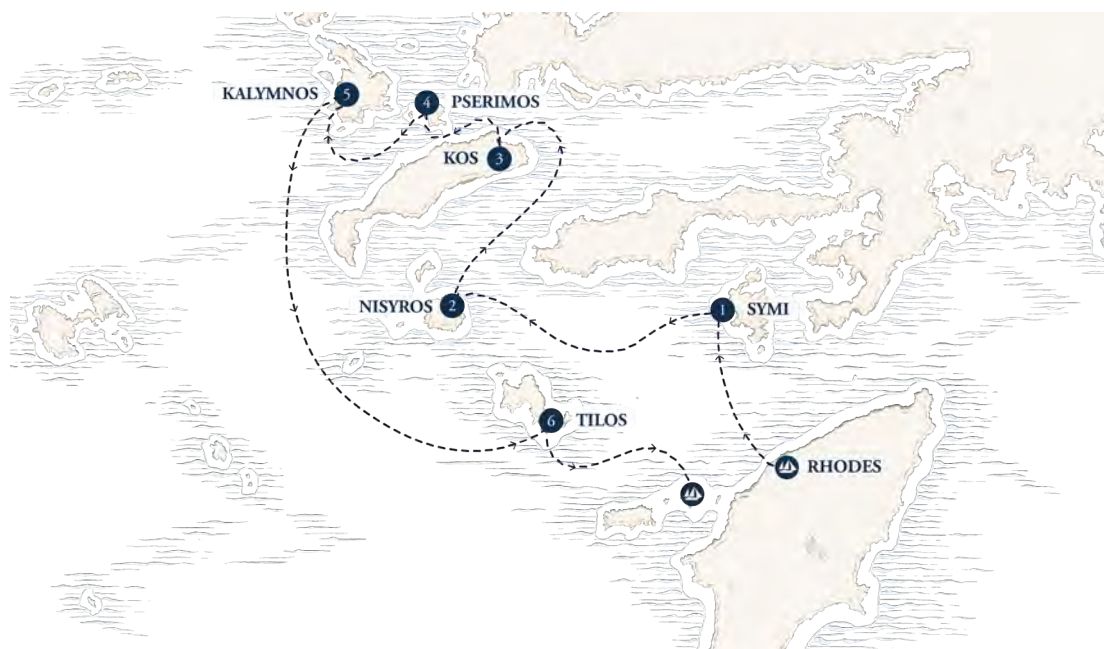 KALYMNOS 5
4 PSERIMOS
KOS 3
NISYROS 2
1 SYMI
6 TILOS
RHODES